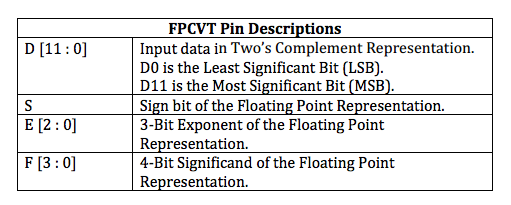 FPCVT Pin Descriptions
D [11 : 0] Input data in Two's Complement Representation.
D0 is the Least Significant Bit (LSB).
D11 is the Most Significant Bit (MSB).
S Sign bit of the Floating Point Representation.
E [2 : 0] 3-Bit Exponent of the Floating Point
Representation.
F [3 : 0] 4-Bit Significand of the Floating Point
Representation.